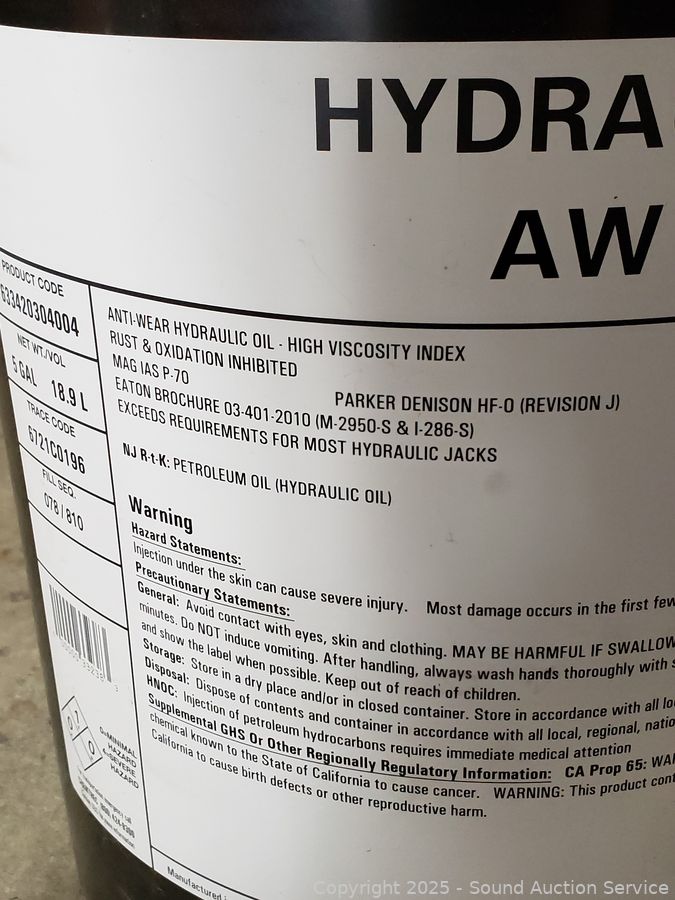 HYDRA
AW
PRODUCT CODE
633420304004
NET WT./VOL
5 GAL 18.9 L
TRACE CODE
6721C0196
FILL SEQ.
078 / 810
ANTI-WEAR HYDRAULIC OIL - HIGH VISCOSITY INDEX
RUST & OXIDATION INHIBITED
MAG IAS P-70
PARKER DENISON HF-0 (REVISION J)
EATON BROCHURE 03-401-2010 (M-2950-S & I-286-S)
EXCEEDS REQUIREMENTS FOR MOST HYDRAULIC JACKS
NJ R-t-K: PETROLEUM OIL (HYDRAULIC OIL)
Warning
Hazard Statements:
Injection under the skin can cause severe injury. Most damage occurs in the first few
Precautionary Statements:
General: Avoid contact with eyes, skin and clothing. MAY BE HARMFUL IF SWALLOW
minutes. Do NOT induce vomiting. After handling, always wash hands thoroughly with s
and show the label when possible. Keep out of reach of children.
Storage: Store in a dry place and/or in closed container. Store in accordance with all lo
Disposal: Dispose of contents and container in accordance with all local, regional, natio
HNOC: Injection of petroleum hydrocarbons requires immediate medical attention
Supplemental GHS Or Other Regionally Regulatory Information: CA Prop 65: WA
chemical known to the State of California to cause cancer. WARNING: This product con
California to cause birth defects or other reproductive harm.
0=MINIMAL
HAZARD
4=SEVERE
HAZARD
Manufactured
Copyright 2025 - Sound Auction Service